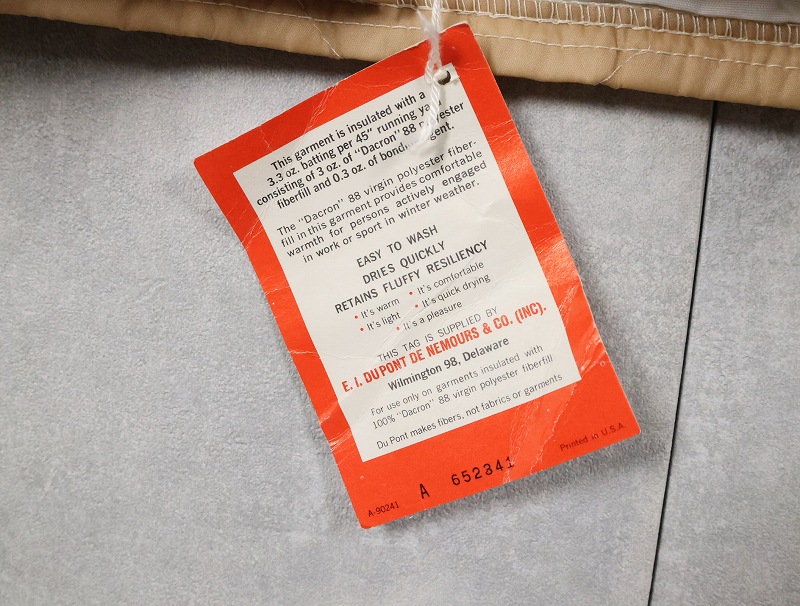 This garment is insulated with a
3.3 oz. batting per 45" running yard
consisting of 3 oz. of "Dacron" 88 polyester
fiberfill and 0.3 oz. of bonding agent.
The "Dacron" 88 virgin polyester fiber-
fill in this garment provides comfortable
warmth for persons actively engaged
in work or sport in winter weather.
EASY TO WASH
DRIES QUICKLY
RETAINS FLUFFY RESILIENCY
• It's warm • It's comfortable
• It's light • It's quick drying
• It's a pleasure
THIS TAG IS SUPPLIED BY
E. I. DU PONT DE NEMOURS & CO. (INC).
Wilmington 98, Delaware
For use only on garments insulated with
100% "Dacron" 88 virgin polyester fiberfill
Du Pont makes fibers, not fabrics or garments
Printed in U.S.A.
A-90241 A 652341